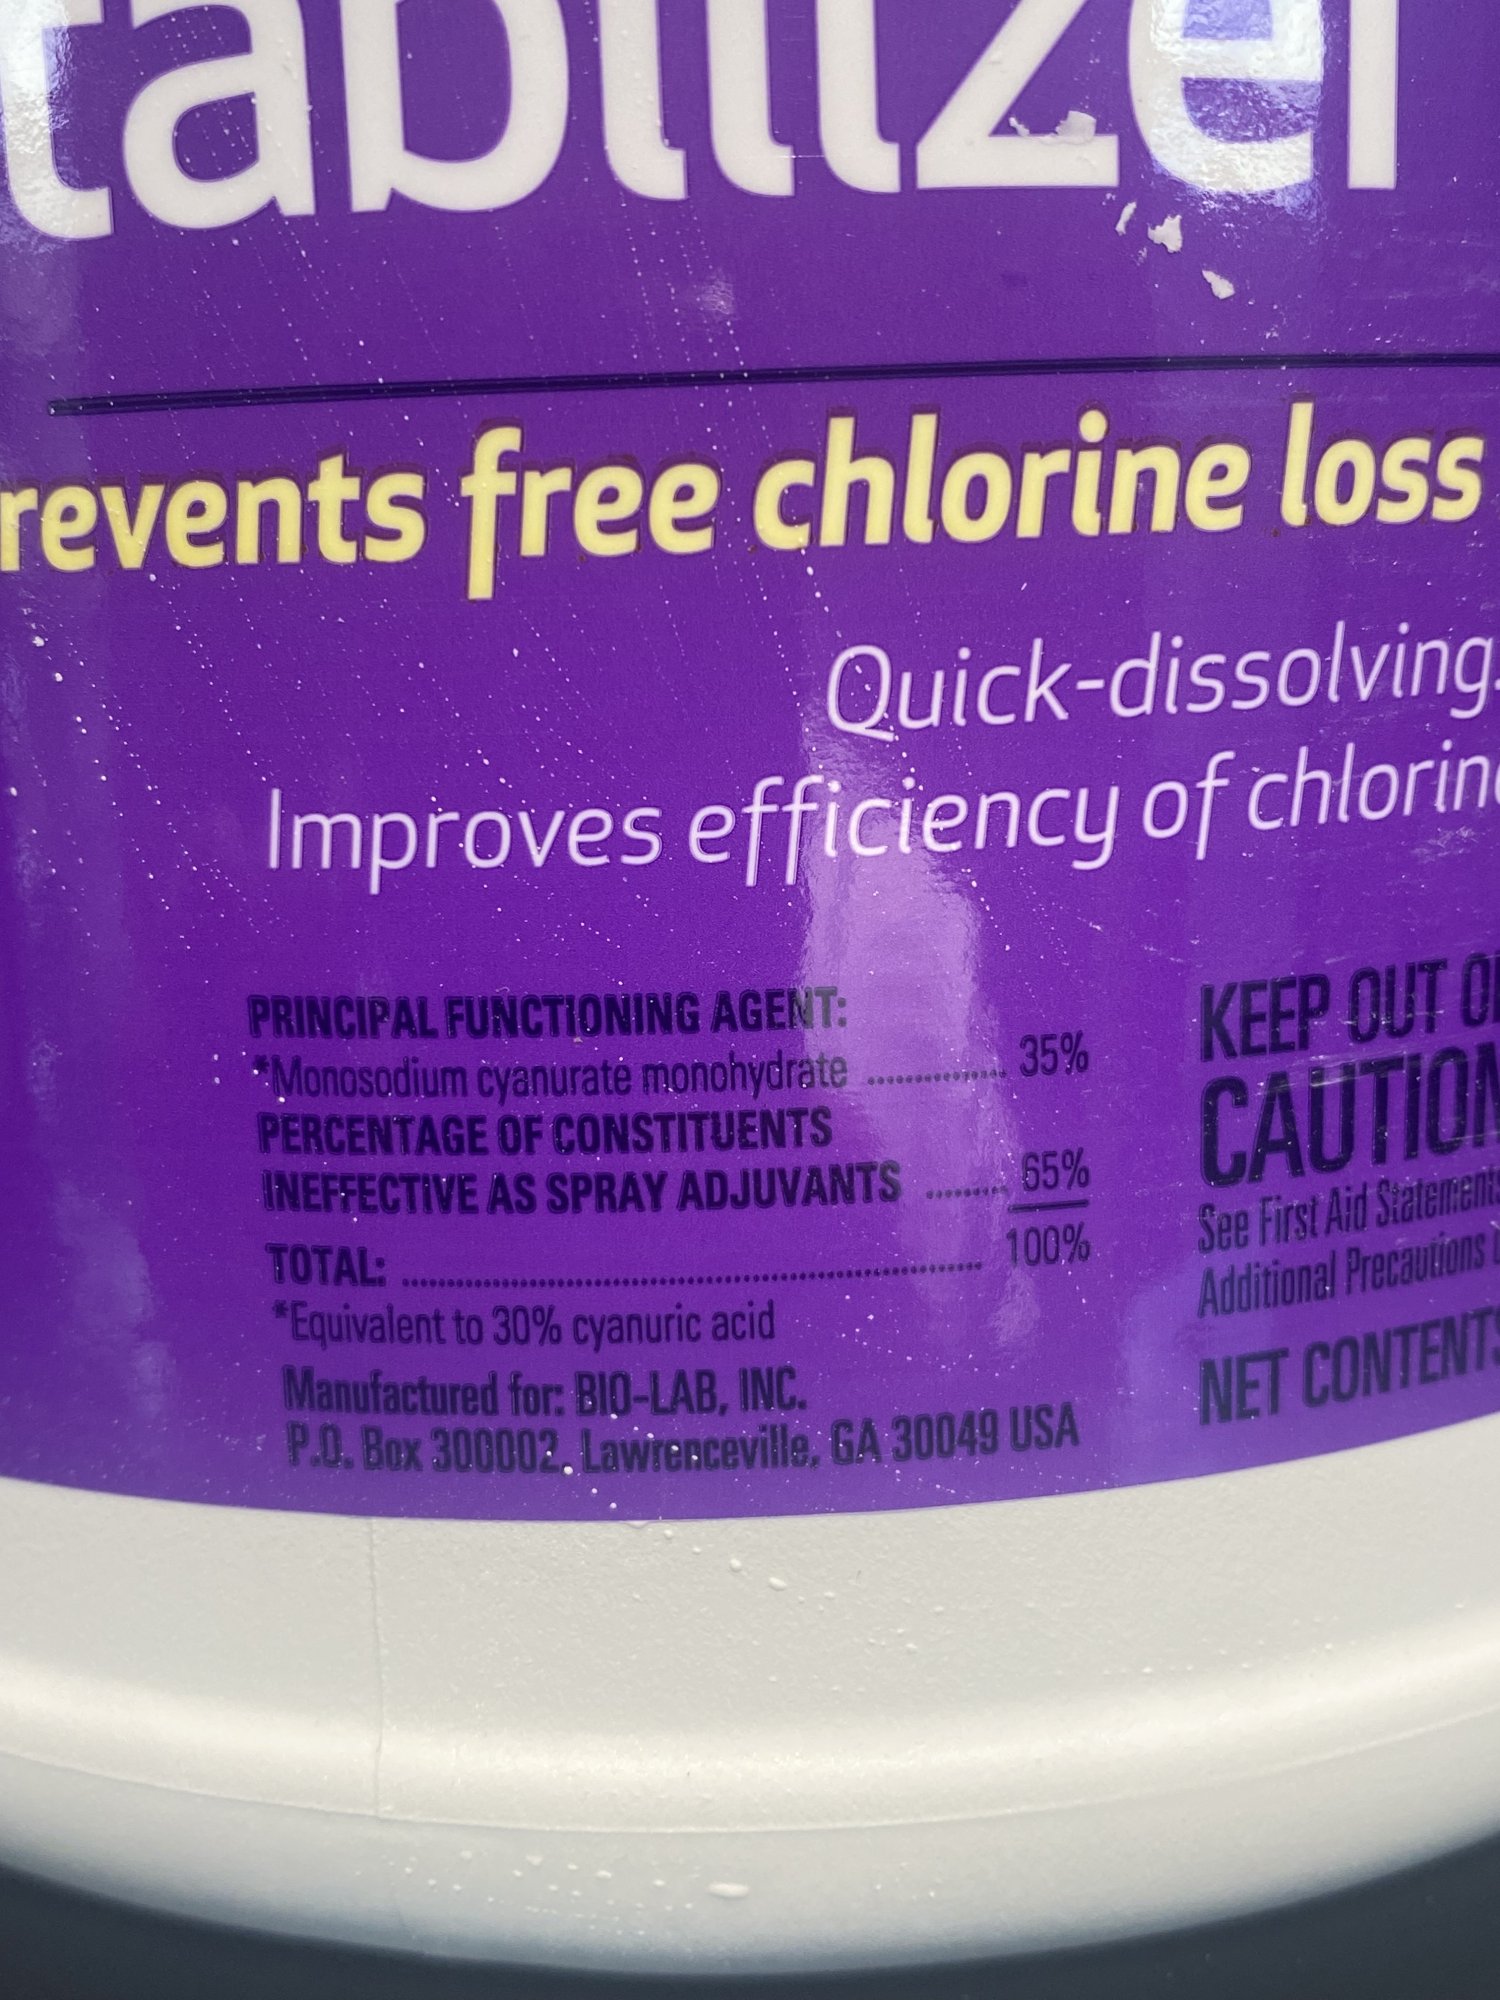 tabilizer
revents free chlorine loss
Quick-dissolving.
Improves efficiency of chlorin
PRINCIPAL FUNCTIONING AGENT:
*Monosodium cyanurate monohydrate .............. 35%
PERCENTAGE OF CONSTITUENTS
INEFFECTIVE AS SPRAY ADJUVANTS ........ 65%
TOTAL: ........................................................ 100%
*Equivalent to 30% cyanuric acid
Manufactured for: BIO-LAB, INC.
P.O. Box 300002, Lawrenceville, GA 30049 USA
KEEP OUT O
CAUTION
See First Aid Statements
Additional Precautions
NET CONTENTS